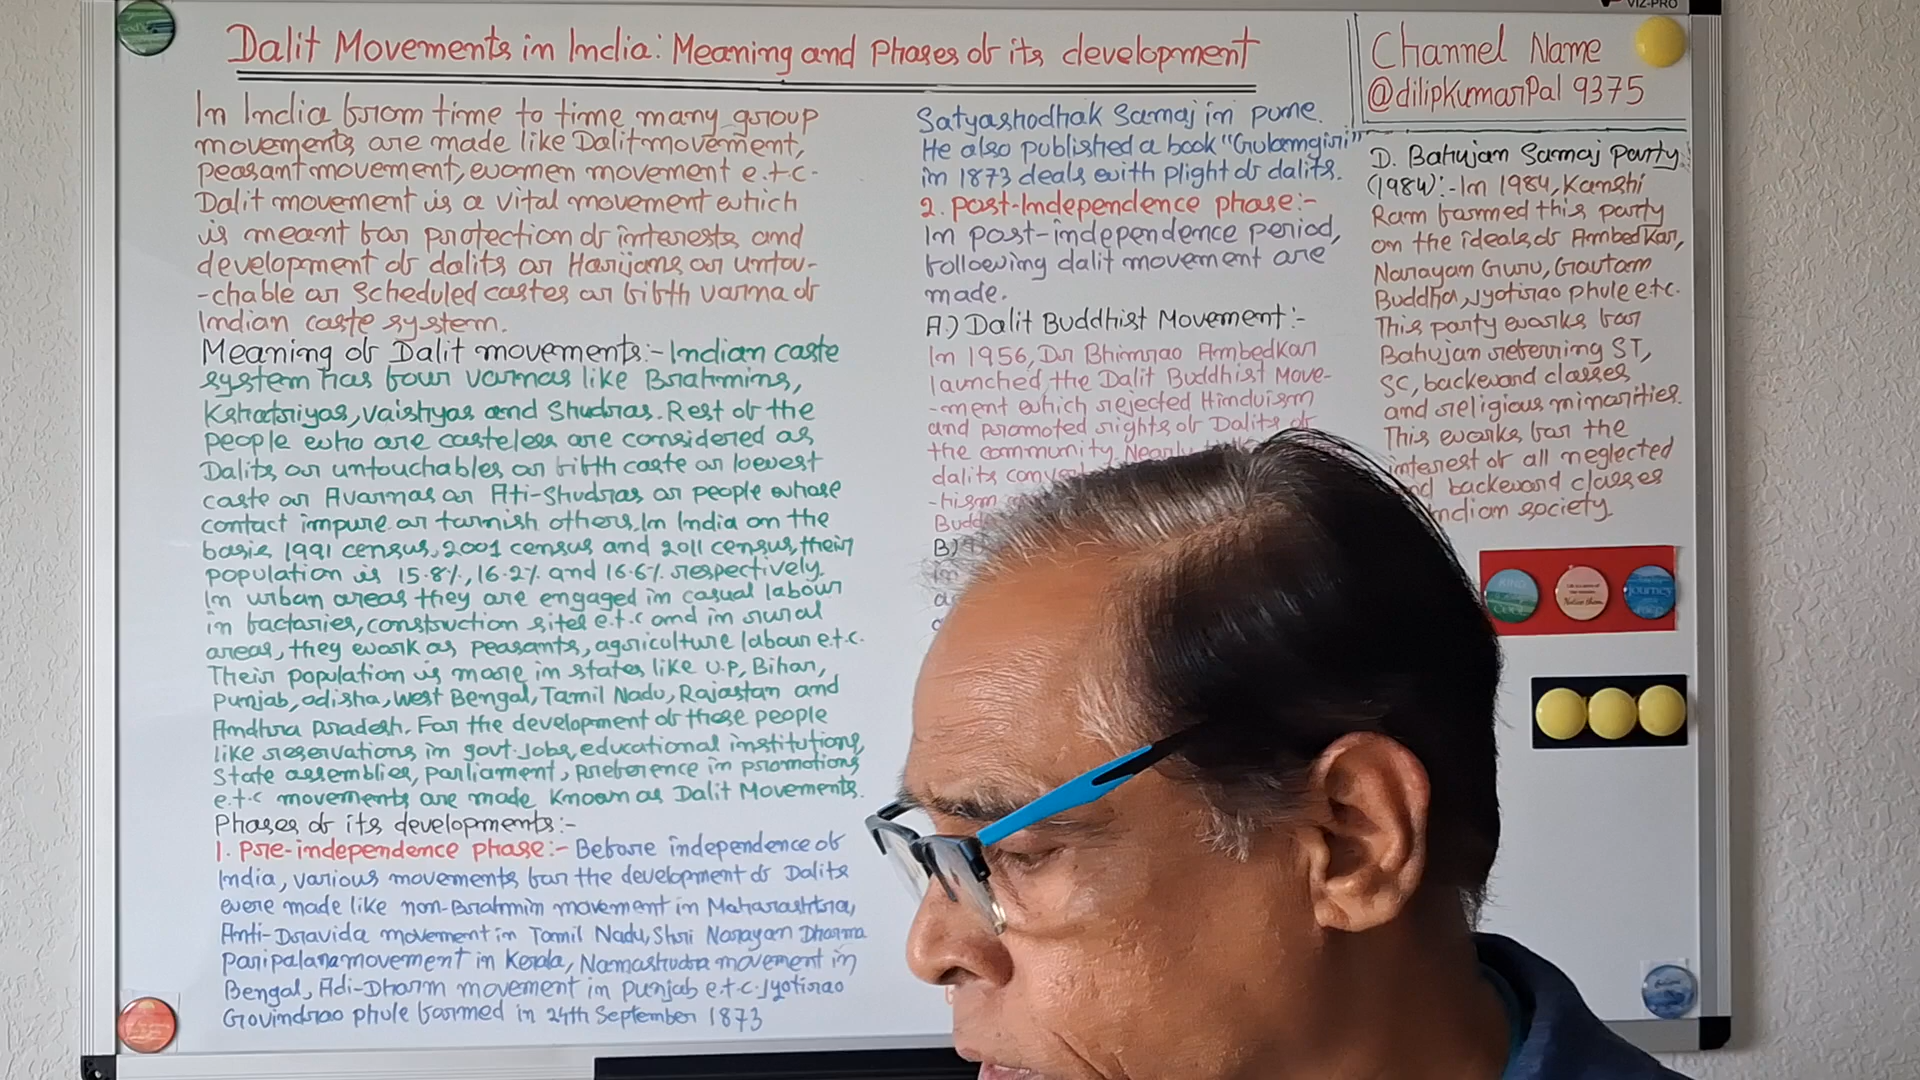 Dalit Movements in India: Meaning and Phases of its development
In India from time to time many group
movements are made like Dalit movement,
peasant movement, women movement e.t.c.
Dalit movement is a vital movement which
is meant for protection of interests and
development of dalits or Harijans or untou-
-chable or Scheduled castes or fifth varna of
Indian caste system.
Meaning of Dalit movements:- Indian caste
system has four varnas like Brahmins,
Kshatriyas, Vaishyas and Shudras. Rest of the
people who are casteless are considered as
Dalits or untouchables or fifth caste or lowest
caste or Avarnas or Ati-Shudras or people whose
contact impure or tarnish others. In India on the
basis 1991 census, 2001 census and 2011 census, their
population is 15.8%, 16.2% and 16.6% respectively.
In urban areas they are engaged in casual labour
in factories, construction sites e.t.c and in rural
areas, they work as peasants, agriculture labour e.t.c.
Their population is more in states like U.P, Bihar,
Punjab, odisha, West Bengal, Tamil Nadu, Rajastan and
Andhra Pradesh. For the development of these people
like reservations in govt. jobs, educational institutions,
state assemblies, parliament, preference in promotions
e.t.c movements are made known as Dalit Movements.
Phases of its developments:-
1. Pre-independence phase:- Before independence of
India, various movements for the development of Dalits
were made like non-Brahmin movement in Maharashtra,
Anti-Dravida movement in Tamil Nadu, Shri Narayan Dharma
Paripalana movement in Kerala, Namashudra movement in
Bengal, Adi-Dharm movement in punjab e.t.c. Jyotirao
Govindrao phule formed in 24th September 1873
Satyashodhak Samaj in pune.
He also published a book "Gulamgiri"
in 1873 deals with plight of dalits.
2. Post-Independence phase:-
In post-independence period,
following dalit movement are
made.
A.) Dalit Buddhist Movement:-
In 1956, Dr Bhimrao Ambedkar
launched the Dalit Buddhist Move-
-ment which rejected Hinduism
and promoted rights of Dalits of
the community. Nearly
dalits
-hism
B)
In
Channel Name
@dilipkumarPal 9375
D. Bahujan Samaj Party
(1984):- In 1984, Kanshi
Ram formed this party
on the ideals of Ambedkar,
Narayan Guru, Gautam
Buddha, Jyotirao phule e.t.c.
This party works for
Bahujan referring ST,
SC, backward classes
and religious minorities.
This works for the
interest of all neglected
backward classes
society
VIZ-PRO